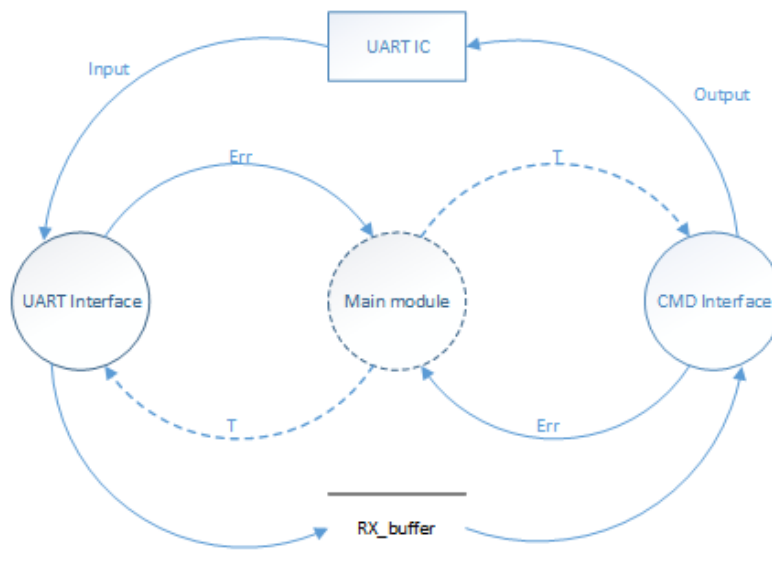 UART IC
Input
Output
Err
T
UART Interface
Main module
CMD Interface
T
Err
RX_buffer